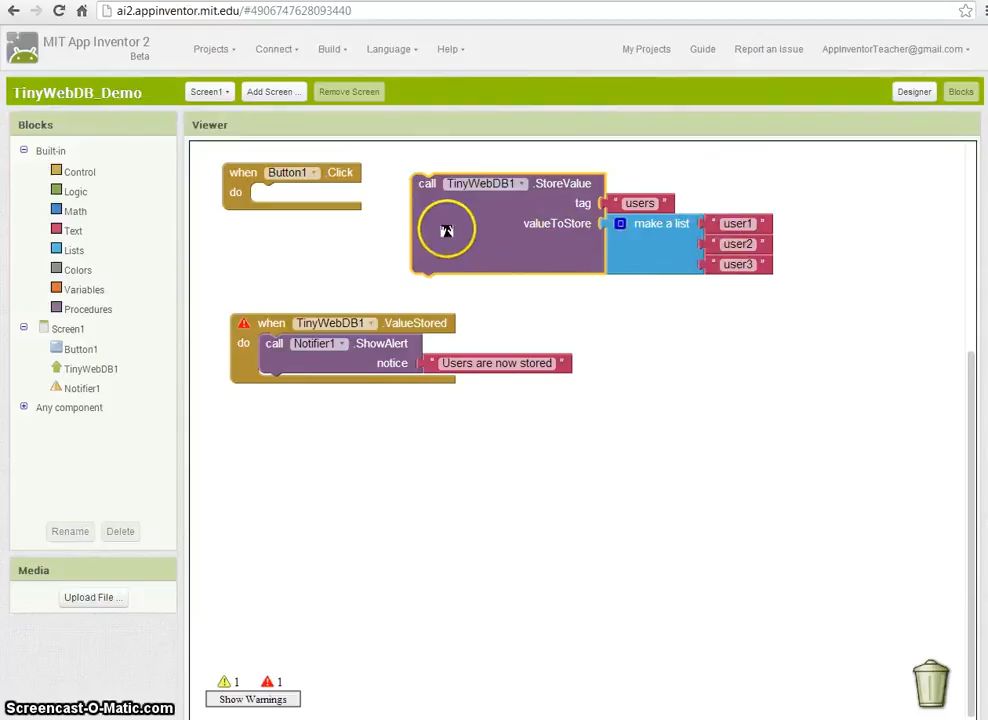 ai2.appinventor.mit.edu/#4906747628093440
MIT App Inventor 2
Beta
Projects
Connect
Build
Language
Help
My Projects
Guide
Report an Issue
AppInventorTeacher@gmail.com
TinyWebDB_Demo
Screen1
Add Screen ...
Remove Screen
Designer
Blocks
Blocks
Viewer
Built-in
Control
Logic
Math
Text
Lists
Colors
Variables
Procedures
Screen1
Button1
TinyWebDB1
Notifier1
Any component
Rename
Delete
Media
Upload File ...
when Button1 .Click
do
call TinyWebDB1 .StoreValue
tag " users "
valueToStore make a list " user1 "
" user2 "
" user3 "
when TinyWebDB1 .ValueStored
do call Notifier1 .ShowAlert
notice " Users are now stored "
1 1
Show Warnings
Screencast-O-Matic.com